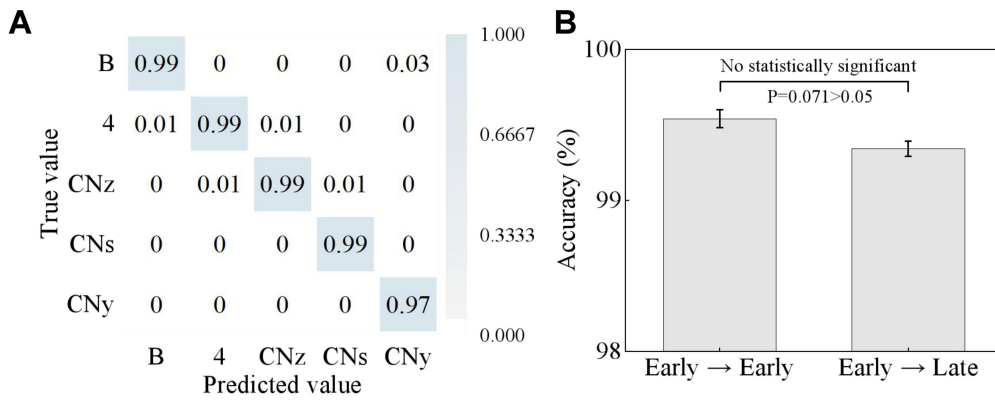 A
True value
B 0.99 0 0 0 0.03
4 0.01 0.99 0.01 0 0
CNz 0 0.01 0.99 0.01 0
CNs 0 0 0 0.99 0
CNy 0 0 0 0 0.97
B 4 CNz CNs CNy
Predicted value
1.000
0.6667
0.3333
0.000
B
Accuracy (%)
100
99
98
No statistically significant
P=0.071>0.05
Early → Early Early → Late